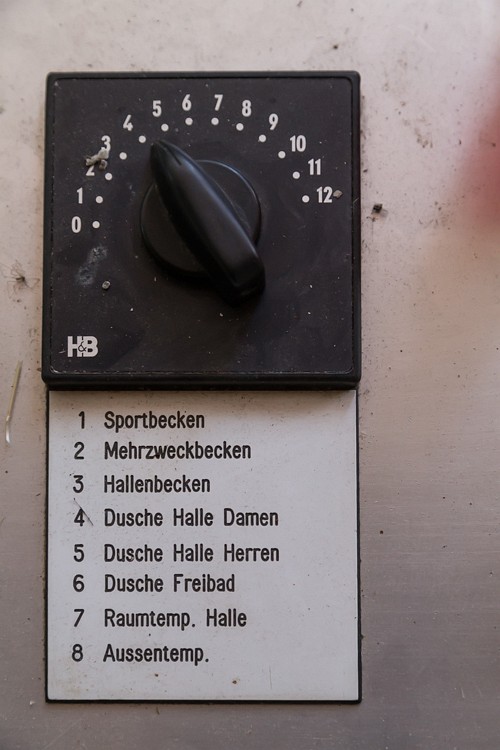 0 1 2 3 4 5 6 7 8 9 10 11 12
H&B
1 Sportbecken
2 Mehrzweckbecken
3 Hallenbecken
4 Dusche Halle Damen
5 Dusche Halle Herren
6 Dusche Freibad
7 Raumtemp. Halle
8 Aussentemp.